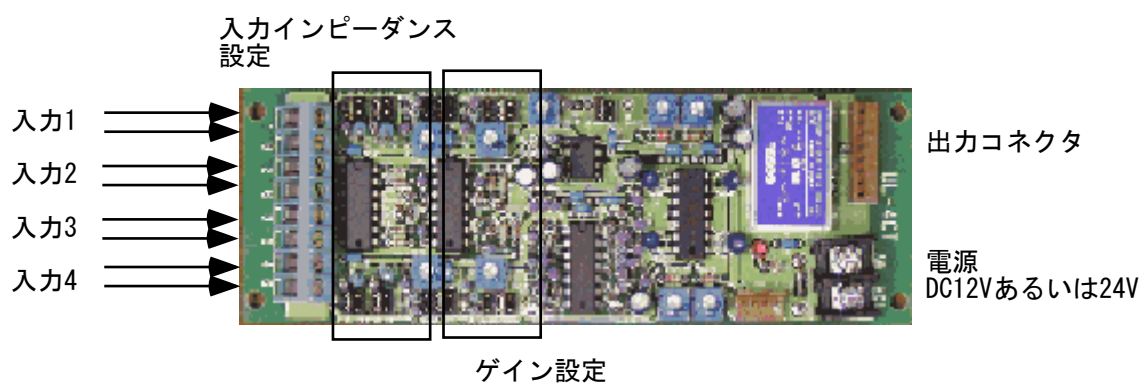 入力インピーダンス
設定
入力1
入力2
入力3
入力4
出力コネクタ
電源
DC12Vあるいは24V
ゲイン設定